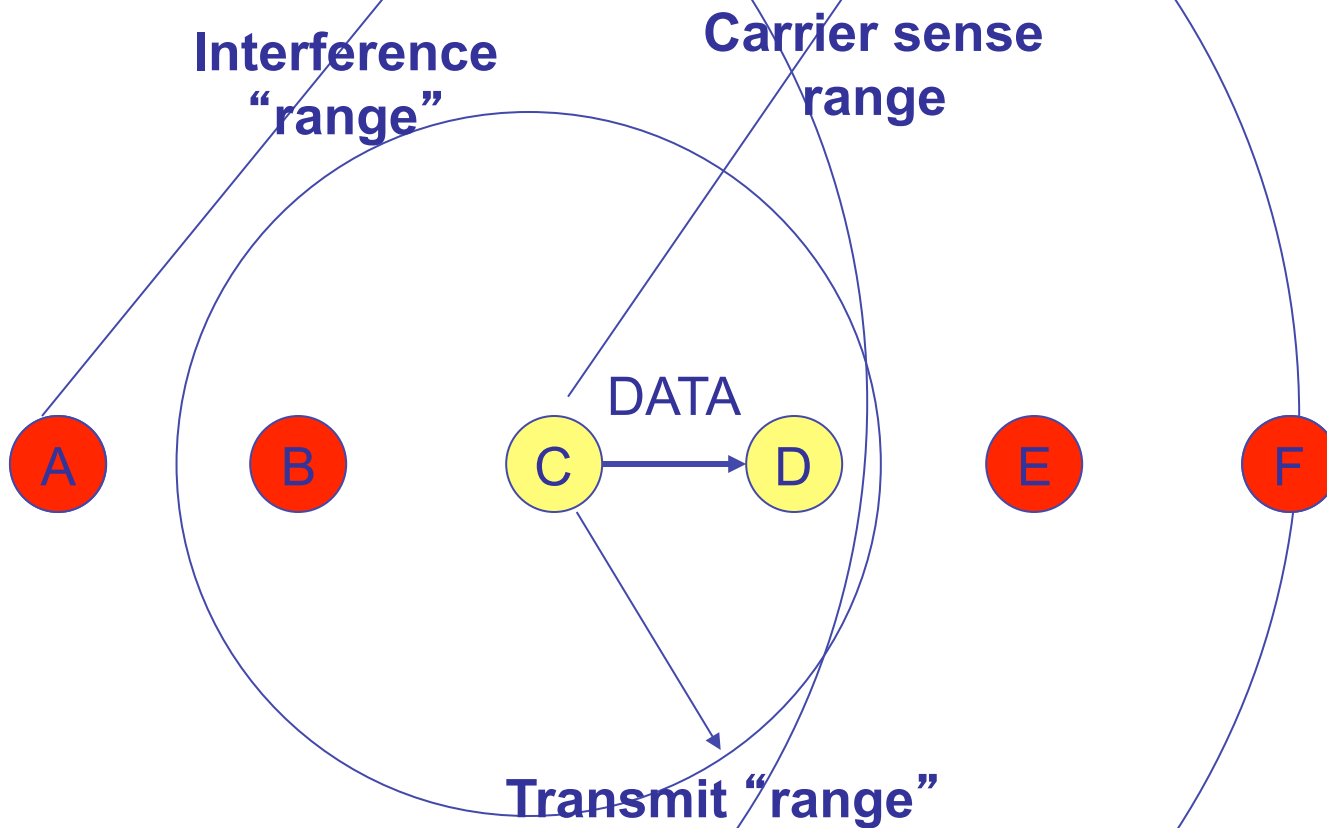 Interference
“range”
Carrier sense
range
DATA
A
B
C
D
E
F
Transmit “range”